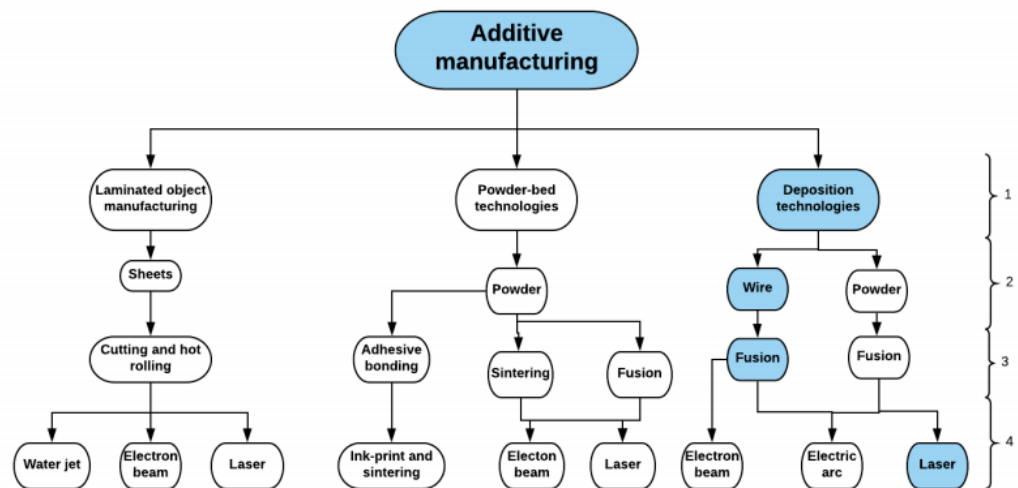 Additive
manufacturing
Laminated object
manufacturing
Powder-bed
technologies
Deposition
technologies
1
Sheets
Powder
Wire
Powder
2
Cutting and hot
rolling
Adhesive
bonding
Sintering
Fusion
Fusion
Fusion
3
Water jet
Electron
beam
Laser
Ink-print and
sintering
Electon
beam
Laser
Electron
beam
Electric
arc
Laser
4